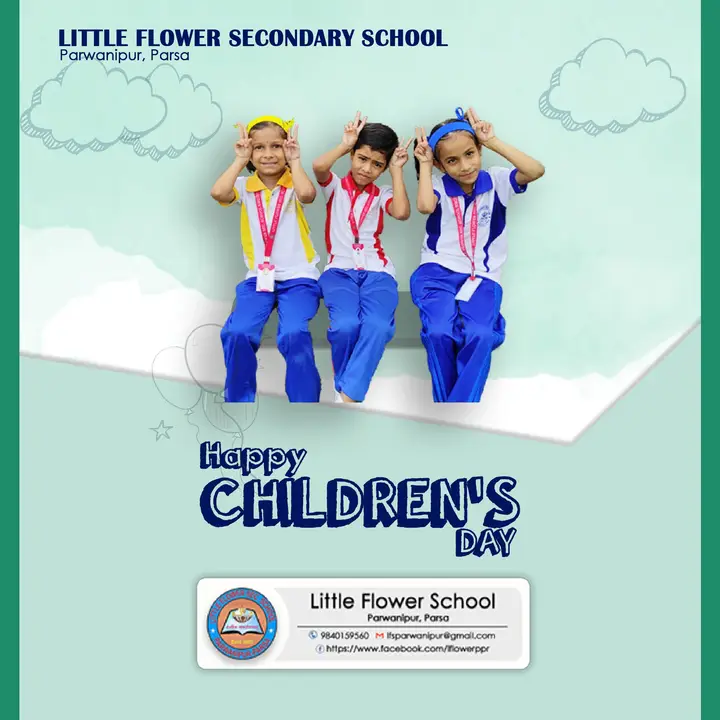 LITTLE FLOWER SECONDARY SCHOOL
Parwanipur, Parsa
Happy
CHILDREN'S
DAY
Little Flower School
Parwanipur, Parsa
9840159560 lfsparwanipur@gmail.com
https://www.facebook.com/lflowerppr